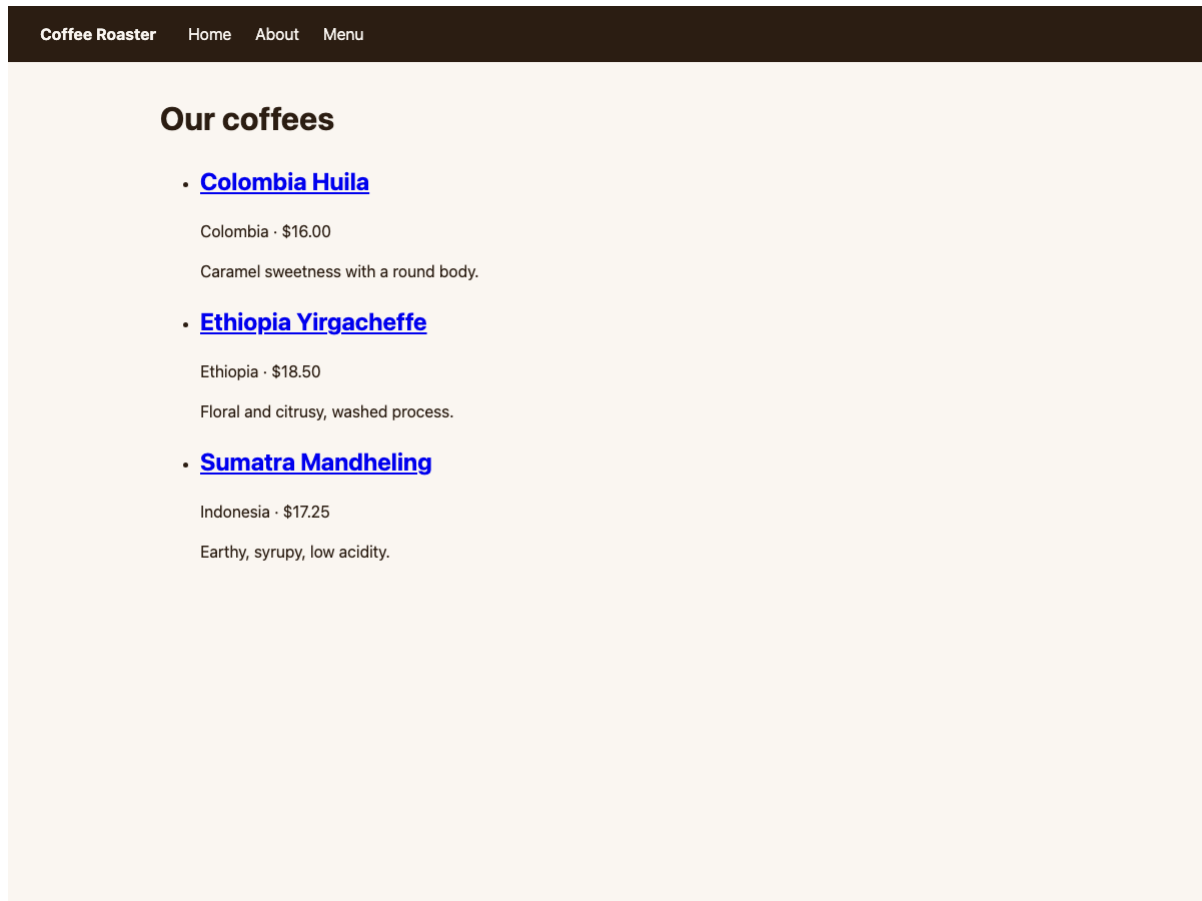 Coffee Roaster Home About Menu
Our coffees
• Colombia Huila
Colombia · $16.00
Caramel sweetness with a round body.
• Ethiopia Yirgacheffe
Ethiopia · $18.50
Floral and citrusy, washed process.
• Sumatra Mandheling
Indonesia · $17.25
Earthy, syrupy, low acidity.